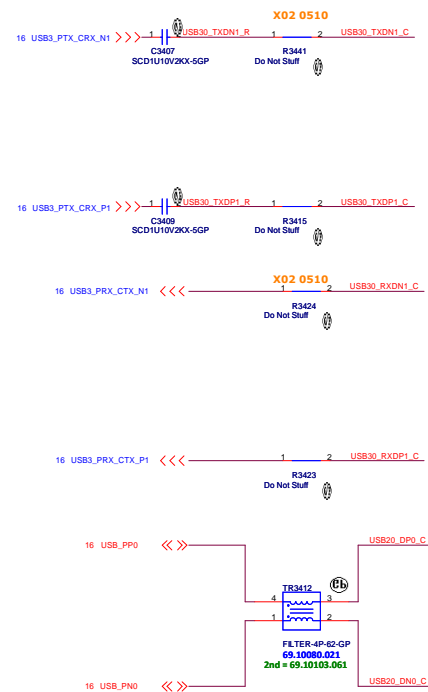 X02 0510
16 USB3_PTX_CRX_N1 1 2 USB30_TXDN1_R 1 2 USB30_TXDN1_C
C3407 R3441
SCD1U10V2KX-5GP Do Not Stuff
16 USB3_PTX_CRX_P1 1 2 USB30_TXDP1_R 1 2 USB30_TXDP1_C
C3409 R3415
SCD1U10V2KX-5GP Do Not Stuff
X02 0510
16 USB3_PRX_CTX_N1 1 2 USB30_RXDN1_C
R3424
Do Not Stuff
16 USB3_PRX_CTX_P1 1 2 USB30_RXDP1_C
R3423
Do Not Stuff
16 USB_PP0 USB20_DP0_C
TR3412
4 3
1 2
FILTER-4P-62-GP
69.10080.021
2nd = 69.10103.061
16 USB_PN0 USB20_DN0_C